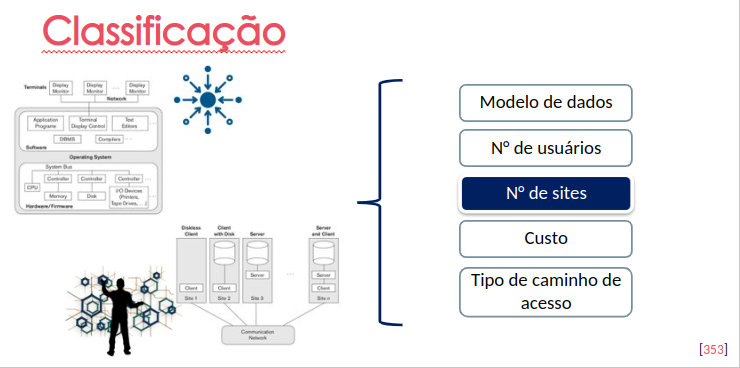 Classificação
Terminals
Display
Monitor
Display
Monitor
...
Display
Monitor
Network
Application
Programs
Terminal
Display Control
Text
Editors
...
DBMS
Compilers
...
Software
Operating System
System Bus
CPU
Controller
Controller
Controller
...
Memory
Disk
I/O Devices
(Printers,
Tape Drives, ...)
Hardware/Firmware
Diskless
Client
Client
with Disk
Server
Server
and Client
Server
...
Server
Client
Client
Client
Site 1
Site 2
Site 3
Site n
Communication
Network
Modelo de dados
Nº de usuários
Nº de sites
Custo
Tipo de caminho de
acesso
[353]